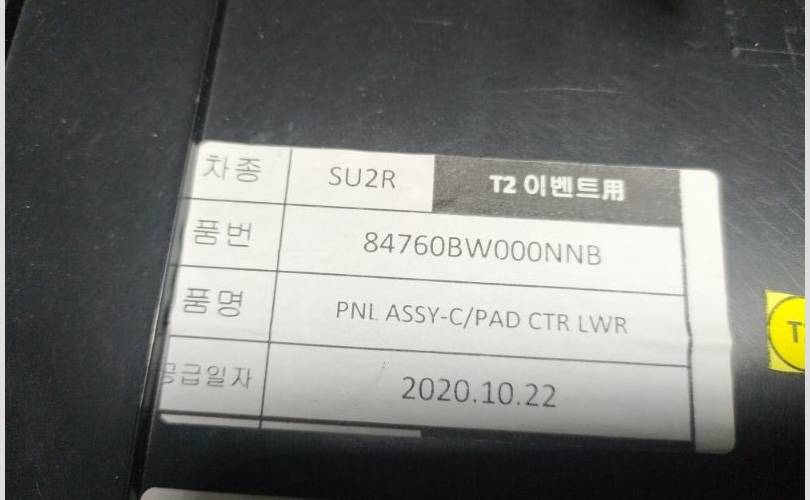 차종 SU2R T2 이벤트用
품번 84760BW000NNB
품명 PNL ASSY-C/PAD CTR LWR
공급일자 2020.10.22